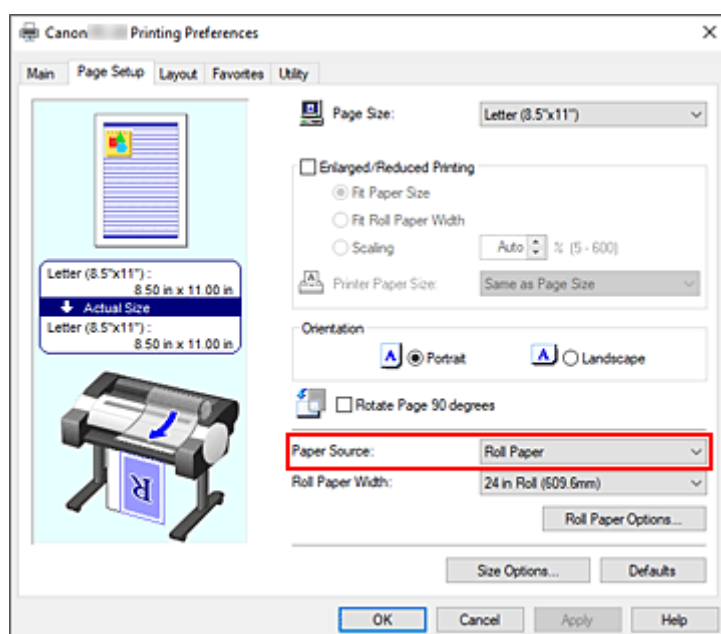 Canon Printing Preferences
Main Page Setup Layout Favorites Utility
Page Size: Letter (8.5"x11")
Enlarged/Reduced Printing
Fit Paper Size
Fit Roll Paper Width
Scaling Auto % (5 - 600)
Printer Paper Size: Same as Page Size
Letter (8.5"x11") :
8.50 in x 11.00 in
Actual Size
Letter (8.5"x11") :
8.50 in x 11.00 in
Orientation
A Portrait A Landscape
Rotate Page 90 degrees
Paper Source: Roll Paper
Roll Paper Width: 24 in Roll (609.6mm)
R
Roll Paper Options...
Size Options... Defaults
OK Cancel Apply Help